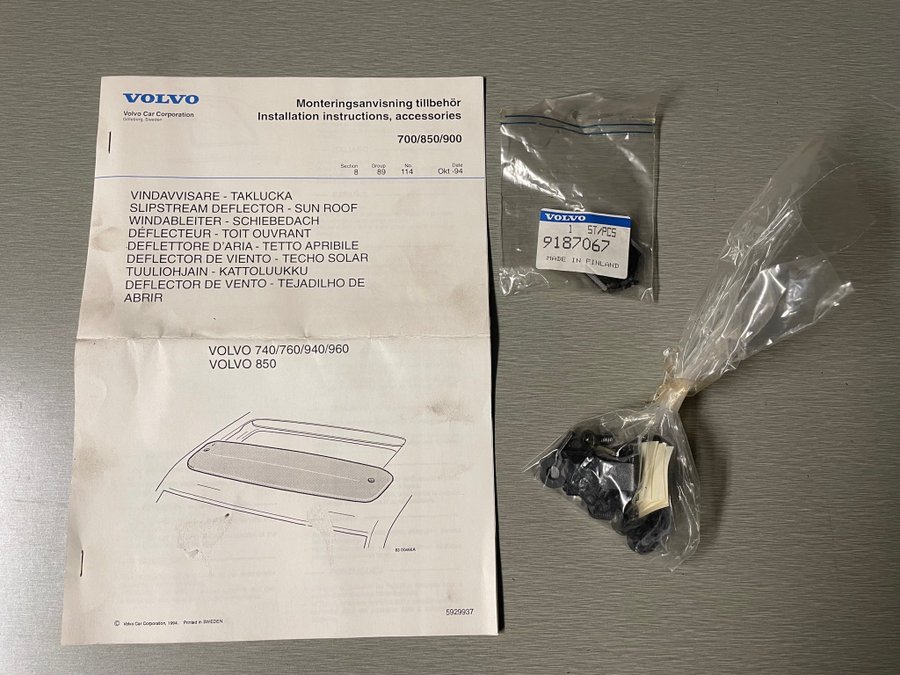 VOLVO
Volvo Car Corporation
Göteborg, Sweden
Monteringsanvisning tillbehör
Installation instructions, accessories
700/850/900
Section Group No. Date
8 89 114 Okt -94
VINDAVVISARE - TAKLUCKA
SLIPSTREAM DEFLECTOR - SUN ROOF
WINDABLEITER - SCHIEBEDACH
DÉFLECTEUR - TOIT OUVRANT
DEFLETTORE D'ARIA - TETTO APRIBILE
DEFLECTOR DE VIENTO - TECHO SOLAR
TUULIOHJAIN - KATTOLUUKKU
DEFLECTOR DE VENTO - TEJADILHO DE
ABRIR
VOLVO 740/760/940/960
VOLVO 850
83 00444A
5929937
© Volvo Car Corporation, 1994. Printed in SWEDEN
VOLVO
1 ST/PCS
9187067
MADE IN FINLAND